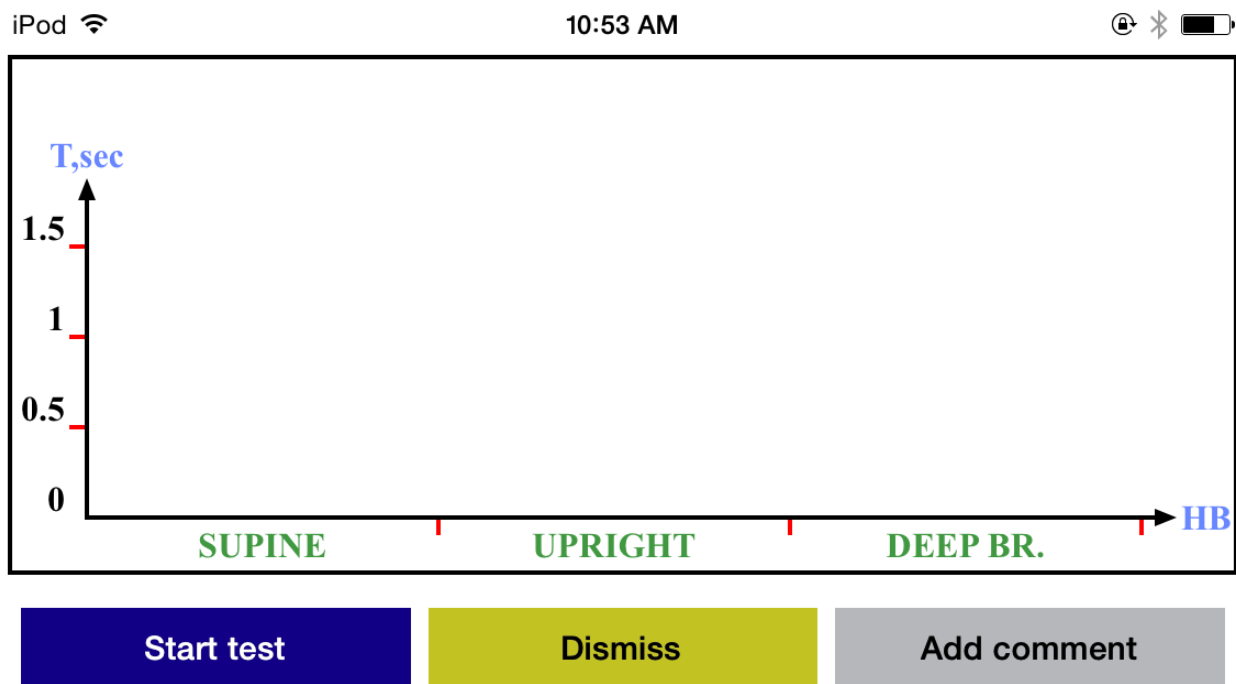 iPod 10:53 AM
T,sec
1.5
1
0.5
0
HB
SUPINE UPRIGHT DEEP BR.
Start test Dismiss Add comment